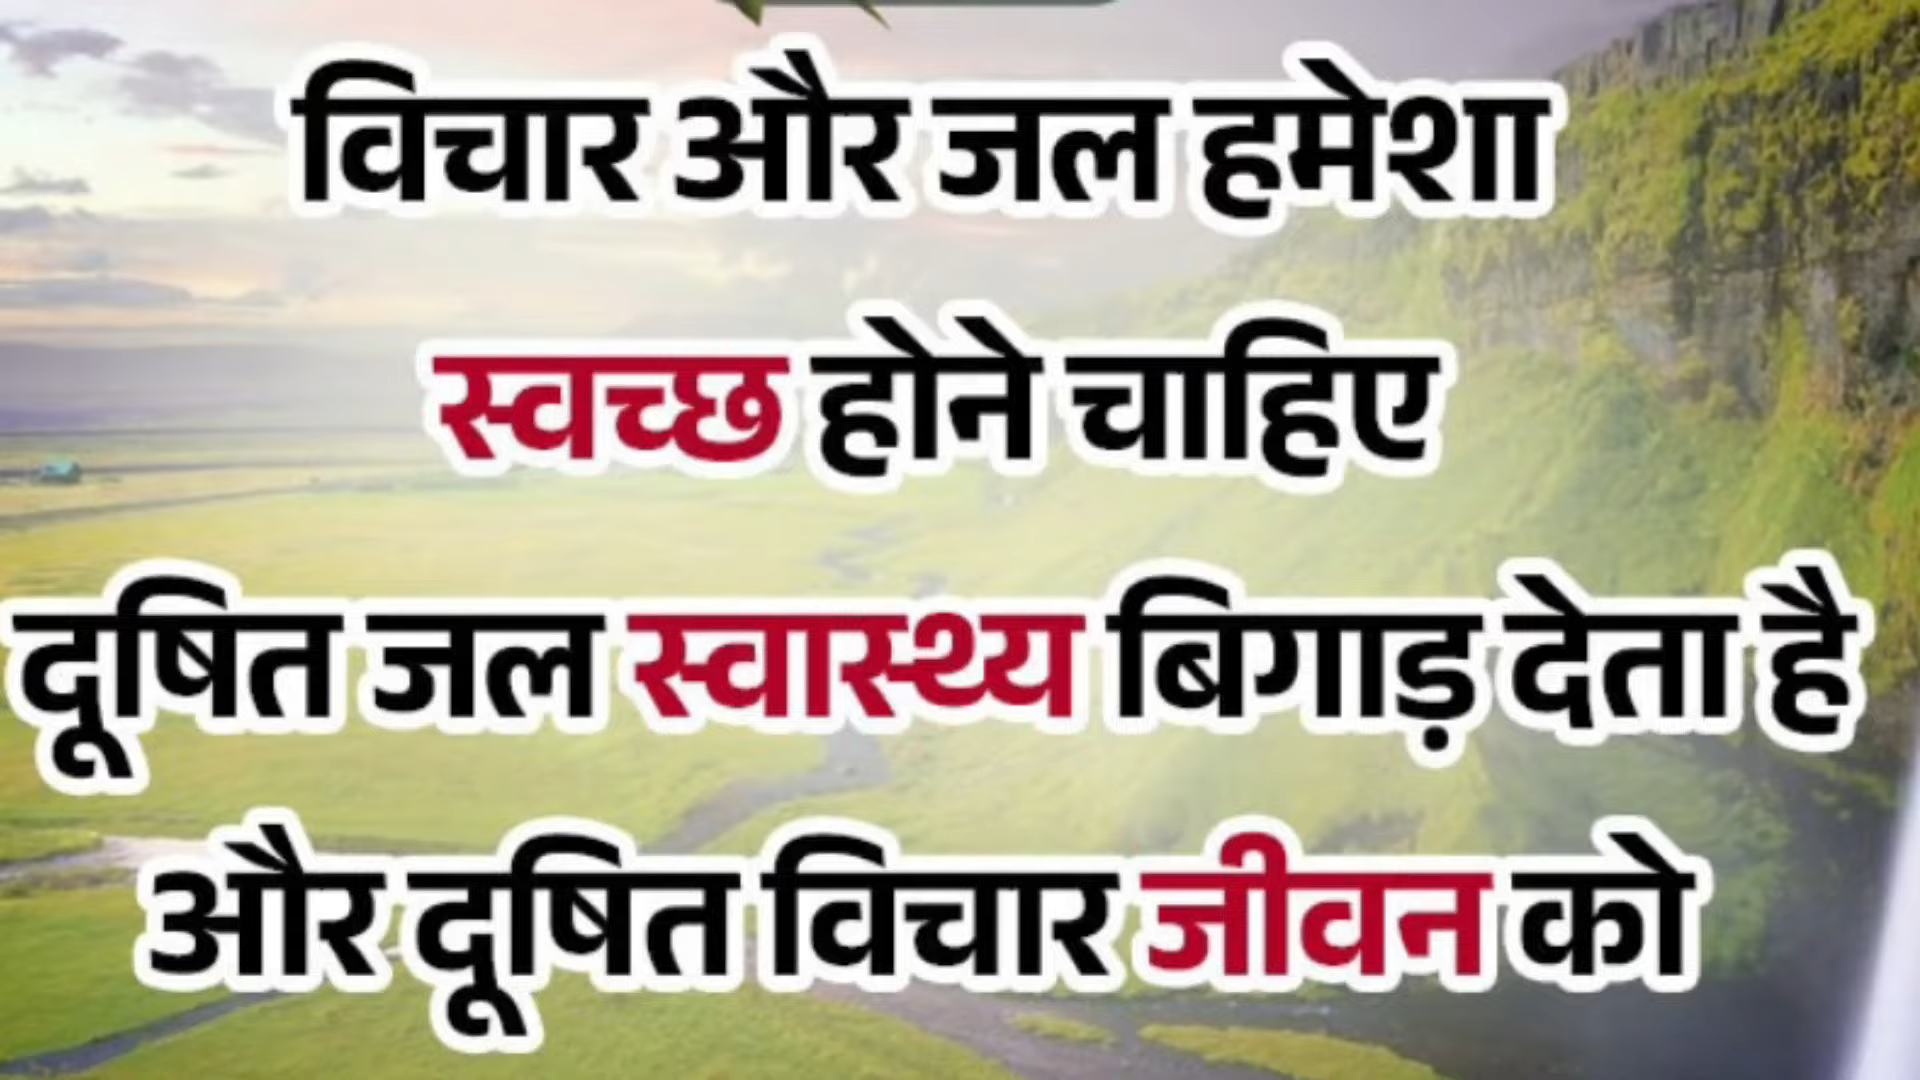 विचार और जल हमेशा
स्वच्छ होने चाहिए
दूषित जल स्वास्थ्य बिगाड़ देता है
और दूषित विचार जीवन को